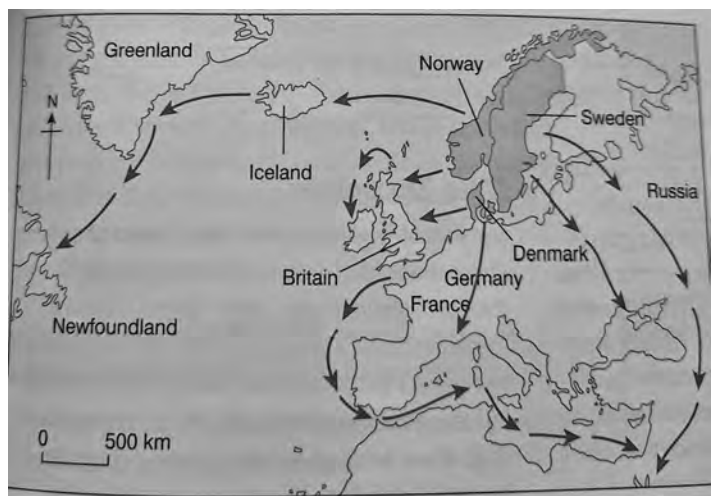 Greenland
Norway
N
Sweden
Iceland
Russia
Denmark
Britain
Germany
France
Newfoundland
0 500 km